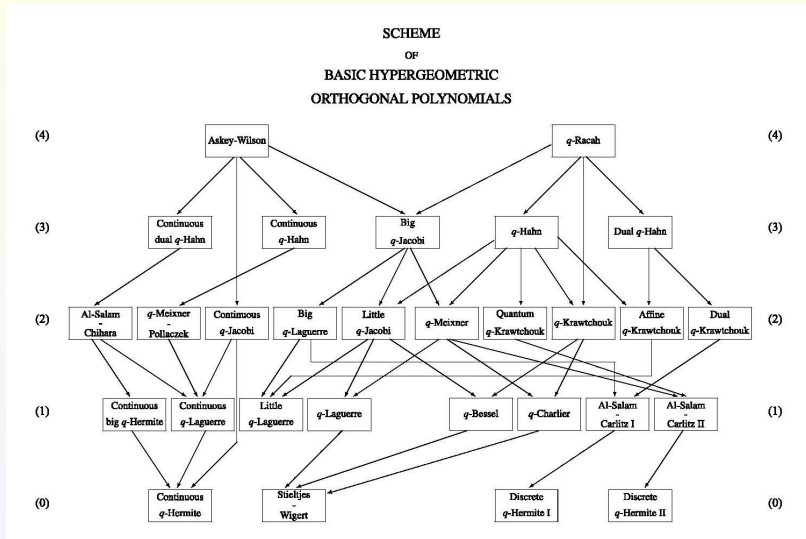 SCHEME
OF
BASIC HYPERGEOMETRIC
ORTHOGONAL POLYNOMIALS
(4)
Askey-Wilson
q-Racah
(4)
(3)
Continuous
dual q-Hahn
Continuous
q-Hahn
Big
q-Jacobi
q-Hahn
Dual q-Hahn
(3)
(2)
Al-Salam
-
Chihara
q-Meixner
-
Pollaczek
Continuous
q-Jacobi
Big
q-Laguerre
Little
q-Jacobi
q-Meixner
Quantum
q-Krawtchouk
q-Krawtchouk
Affine
q-Krawtchouk
Dual
q-Krawtchouk
(2)
(1)
Continuous
big q-Hermite
Continuous
q-Laguerre
Little
q-Laguerre
q-Laguerre
q-Bessel
q-Charlier
Al-Salam
-
Carlitz I
Al-Salam
-
Carlitz II
(1)
(0)
Continuous
q-Hermite
Stieltjes
-
Wigert
Discrete
q-Hermite I
Discrete
q-Hermite II
(0)